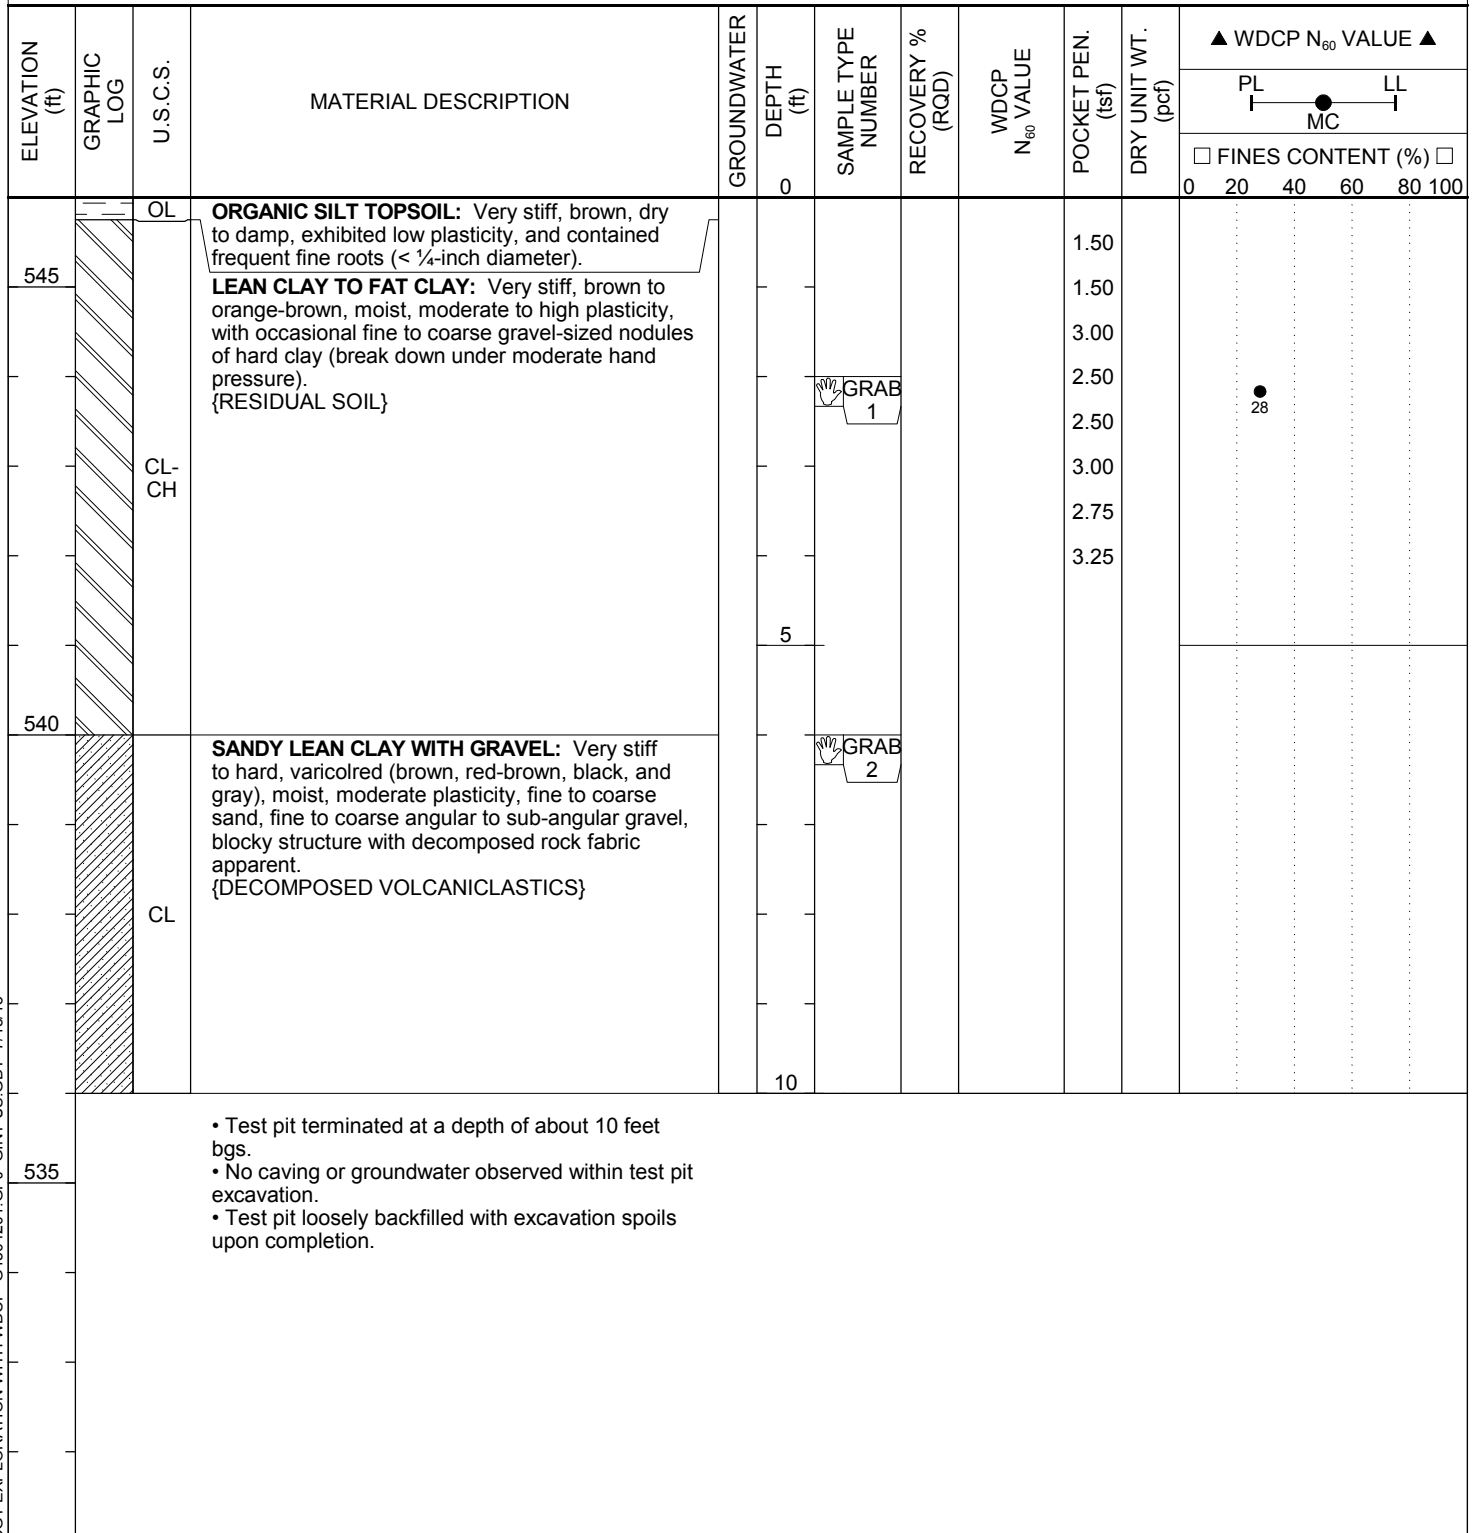 ELEVATION
(ft)
GRAPHIC
LOG
U.S.C.S.
MATERIAL DESCRIPTION
GROUNDWATER
DEPTH
(ft)
0
SAMPLE TYPE
NUMBER
RECOVERY %
(RQD)
WDCP
N60 VALUE
POCKET PEN.
(tsf)
DRY UNIT WT.
(pcf)
▲ WDCP N60 VALUE ▲
PL LL
MC
□ FINES CONTENT (%) □
0 20 40 60 80 100
OL
ORGANIC SILT TOPSOIL: Very stiff, brown, dry
to damp, exhibited low plasticity, and contained
frequent fine roots (< ¼-inch diameter).
1.50
545
LEAN CLAY TO FAT CLAY: Very stiff, brown to
orange-brown, moist, moderate to high plasticity,
with occasional fine to coarse gravel-sized nodules
of hard clay (break down under moderate hand
pressure).
{RESIDUAL SOIL}
1.50
3.00
2.50
GRAB
1
28
2.50
CL-
CH
3.00
2.75
3.25
5
540
SANDY LEAN CLAY WITH GRAVEL: Very stiff
to hard, varicolred (brown, red-brown, black, and
gray), moist, moderate plasticity, fine to coarse
sand, fine to coarse angular to sub-angular gravel,
blocky structure with decomposed rock fabric
apparent.
{DECOMPOSED VOLCANICLASTICS}
GRAB
2
CL
10
• Test pit terminated at a depth of about 10 feet
bgs.
• No caving or groundwater observed within test pit
excavation.
• Test pit loosely backfilled with excavation spoils
upon completion.
535